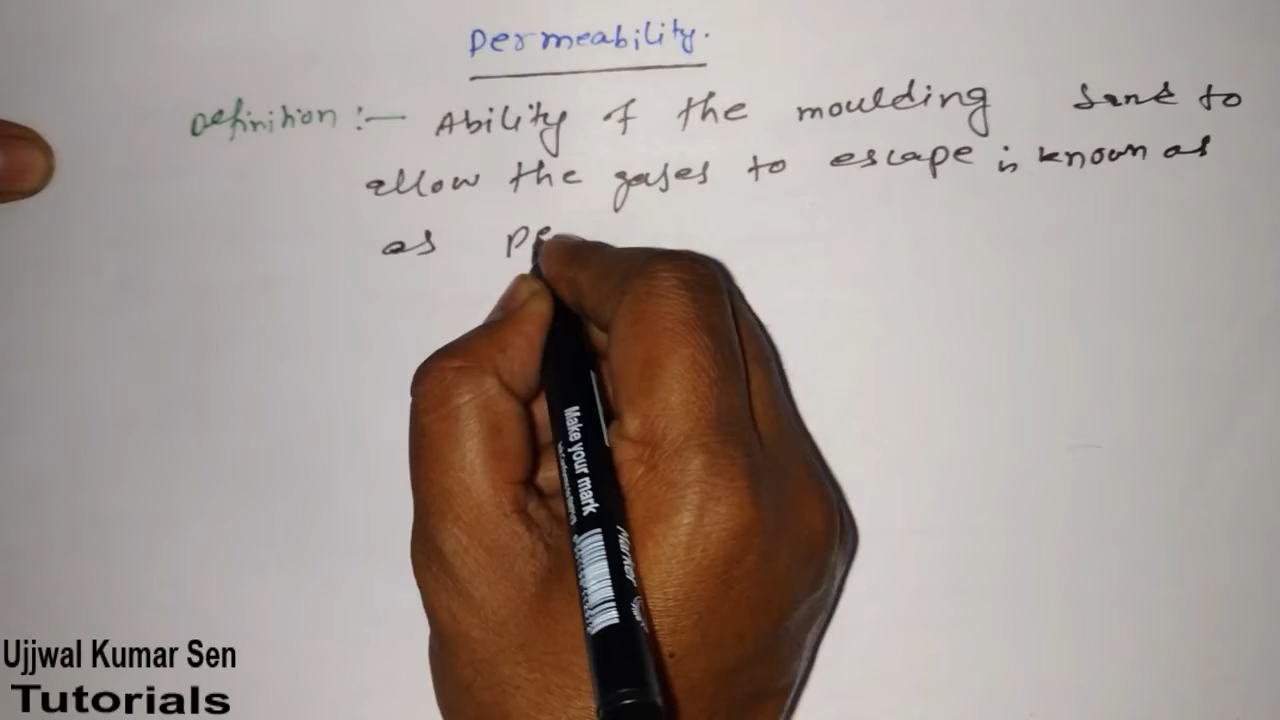 Permeability.
Definition :- Ability of the moulding sand to
allow the gases to escape is known as
as pe
Make your mark
Marker
Ujjwal Kumar Sen
Tutorials